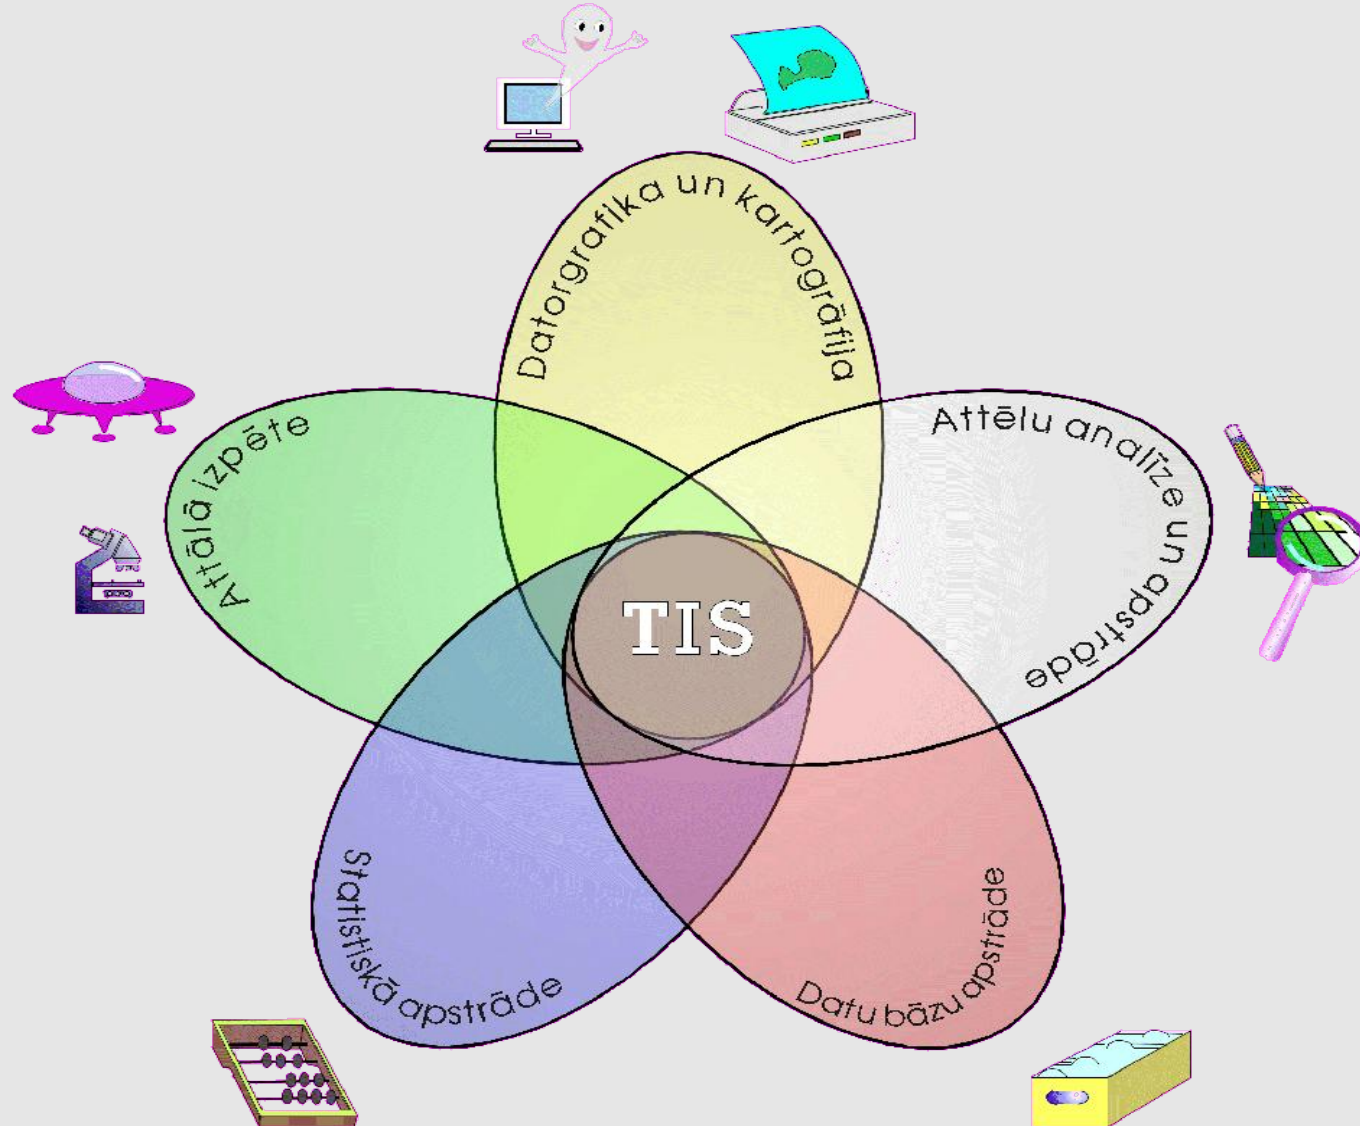 Datorgrafika un kartogrāfija
Attālā izpēte
Attēlu analīze un apstrāde
TIS
Statistiskā apstrāde
Datu bāzu apstrāde